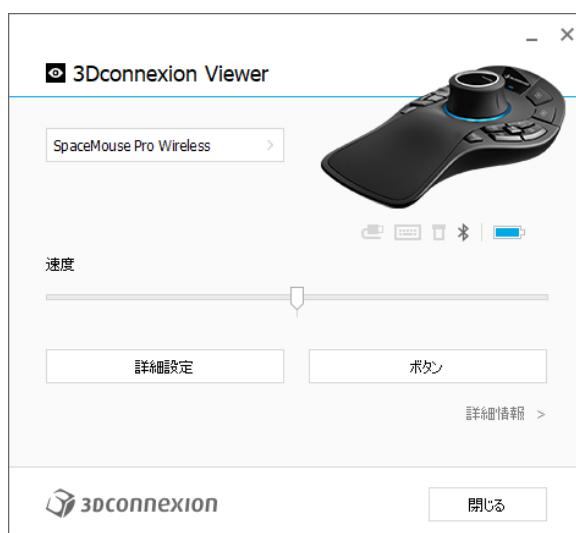 3Dconnexion Viewer
SpaceMouse Pro Wireless
速度
詳細設定
ボタン
詳細情報 >
3Dconnexion
閉じる